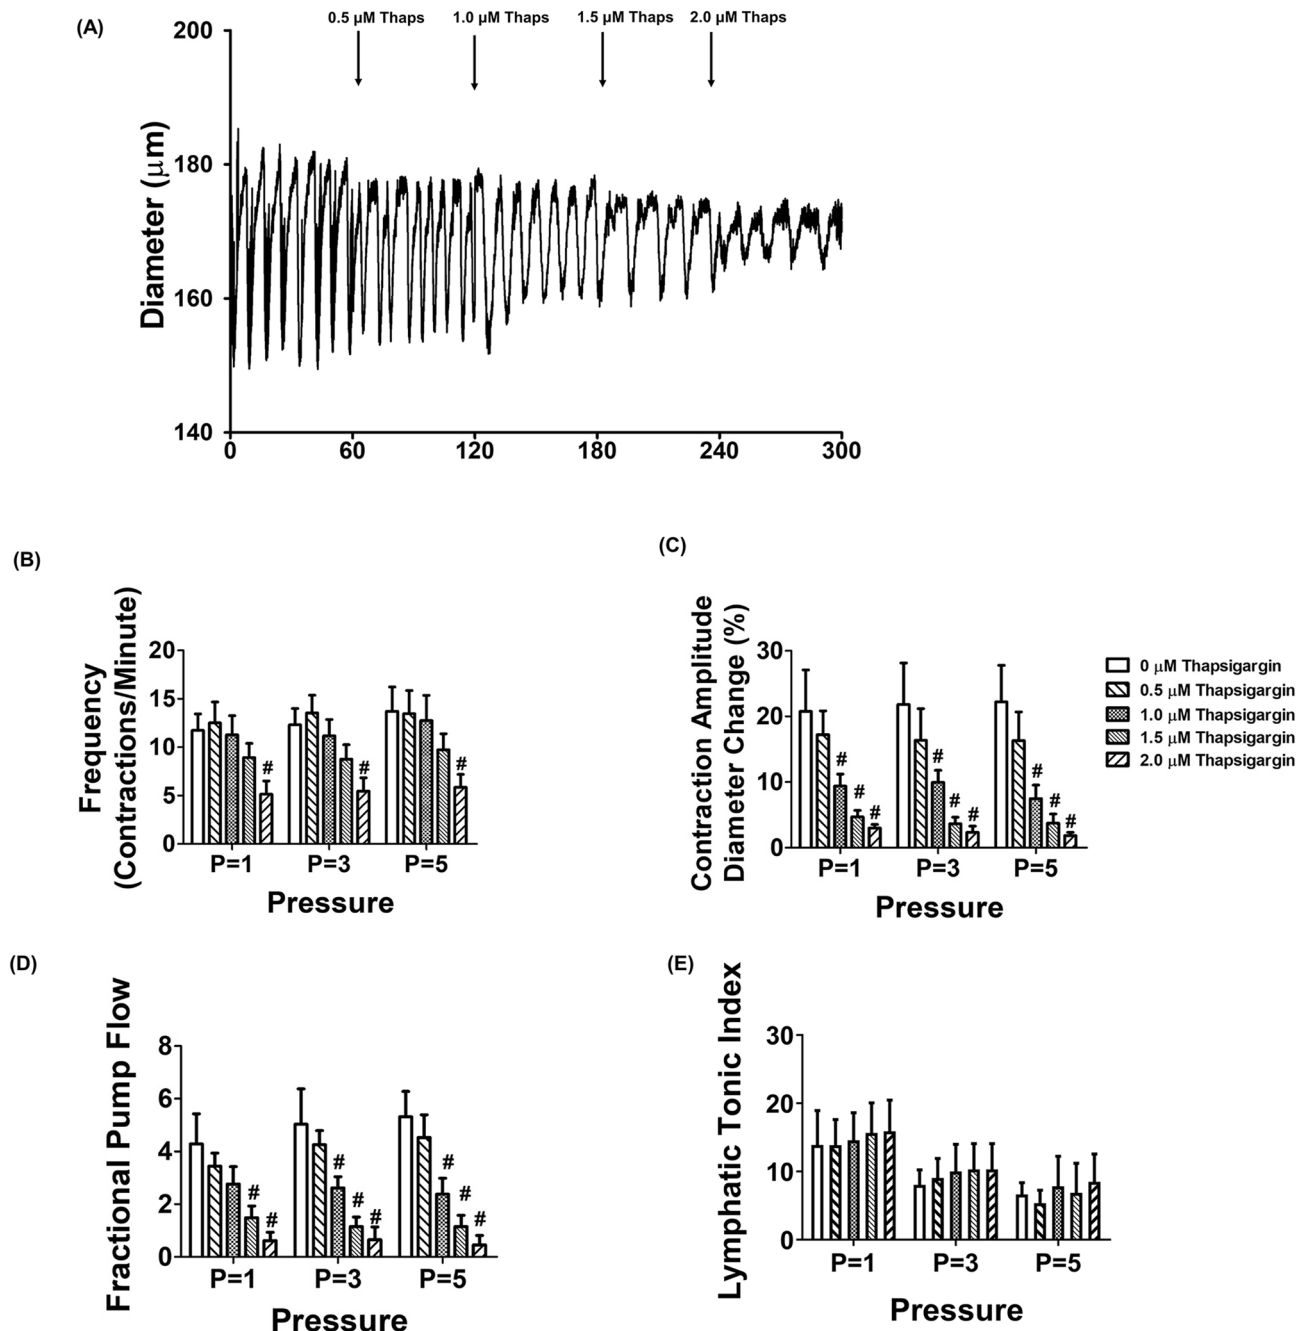 (A)
0.5 μM Thaps 1.0 μM Thaps 1.5 μM Thaps 2.0 μM Thaps
200
180
160
140
Diameter (μm)
0 60 120 180 240 300
(B)
Frequency
(Contractions/Minute)
20
15
10
5
0
# # #
P=1 P=3 P=5
Pressure
(C)
Contraction Amplitude
Diameter Change (%)
30
20
10
0
# # # # # # # # #
P=1 P=3 P=5
Pressure
0 μM Thapsigargin
0.5 μM Thapsigargin
1.0 μM Thapsigargin
1.5 μM Thapsigargin
2.0 μM Thapsigargin
(D)
Fractional Pump Flow
8
6
4
2
0
# # # # # # # #
P=1 P=3 P=5
Pressure
(E)
Lymphatic Tonic Index
30
20
10
0
P=1 P=3 P=5
Pressure